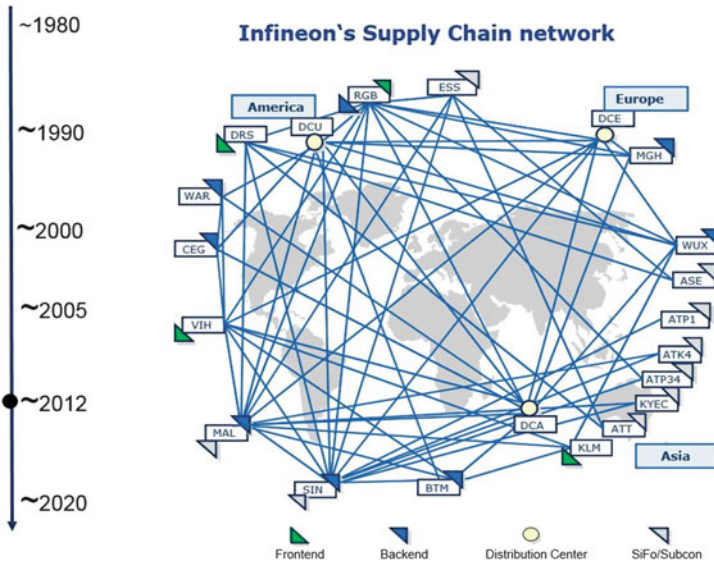 ~1980
~1990
~2000
~2005
~2012
~2020
Infineon‘s Supply Chain network
America
Europe
RGB
ESS
DCE
DRS
DCU
MGH
WAR
CEG
WUX
ASE
VIH
ATP1
ATK4
ATP34
KYEC
MAL
DCA
ATT
KLM
Asia
SIN
BTM
Frontend
Backend
Distribution Center
SiFo/Subcon